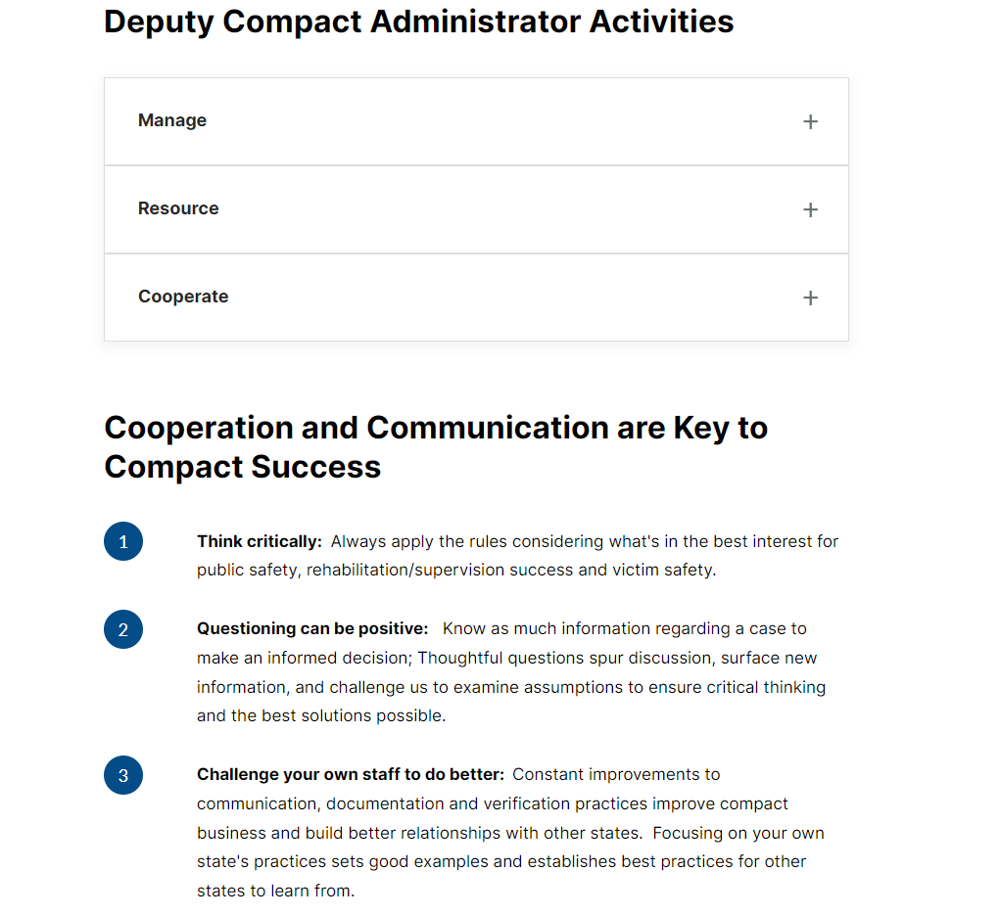 Deputy Compact Administrator Activities
Manage
+
Resource
+
Cooperate
+
Cooperation and Communication are Key to
Compact Success
1
Think critically:  Always apply the rules considering what's in the best interest for
public safety, rehabilitation/supervision success and victim safety.
2
Questioning can be positive:   Know as much information regarding a case to
make an informed decision; Thoughtful questions spur discussion, surface new
information, and challenge us to examine assumptions to ensure critical thinking
and the best solutions possible.
3
Challenge your own staff to do better:  Constant improvements to
communication, documentation and verification practices improve compact
business and build better relationships with other states.  Focusing on your own
state's practices sets good examples and establishes best practices for other
states to learn from.